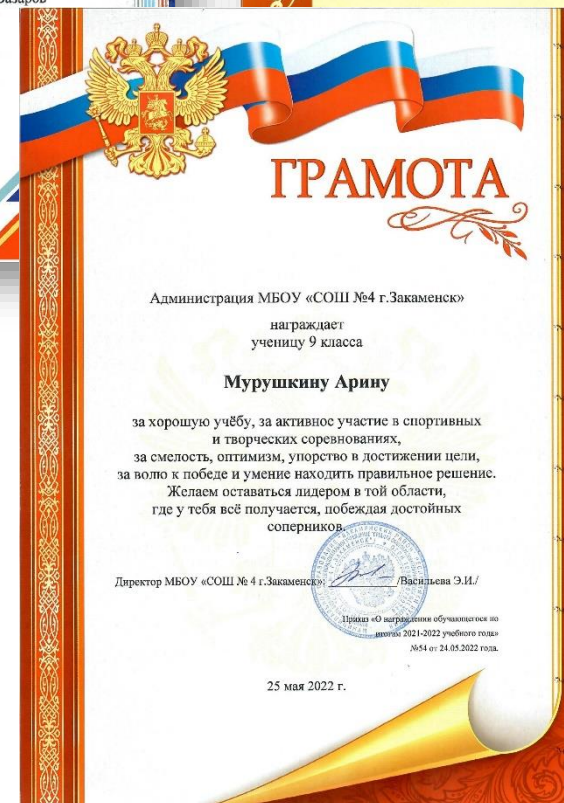 ГРАМОТА
Администрация МБОУ «СОШ №4 г.Закаменск»
награждает
ученицу 9 класса
Мурушкину Арину
за хорошую учёбу, за активное участие в спортивных
и творческих соревнованиях,
за смелость, оптимизм, упорство в достижении цели,
за волю к победе и умение находить правильное решение.
Желаем оставаться лидером в той области,
где у тебя всё получается, побеждая достойных
соперников.
Директор МБОУ «СОШ № 4 г.Закаменск»: /Васильева Э.И./
Приказ «О награждения обучающегося по
итогам 2021-2022 учебного года»
№54 от 24.05.2022 года.
25 мая 2022 г.